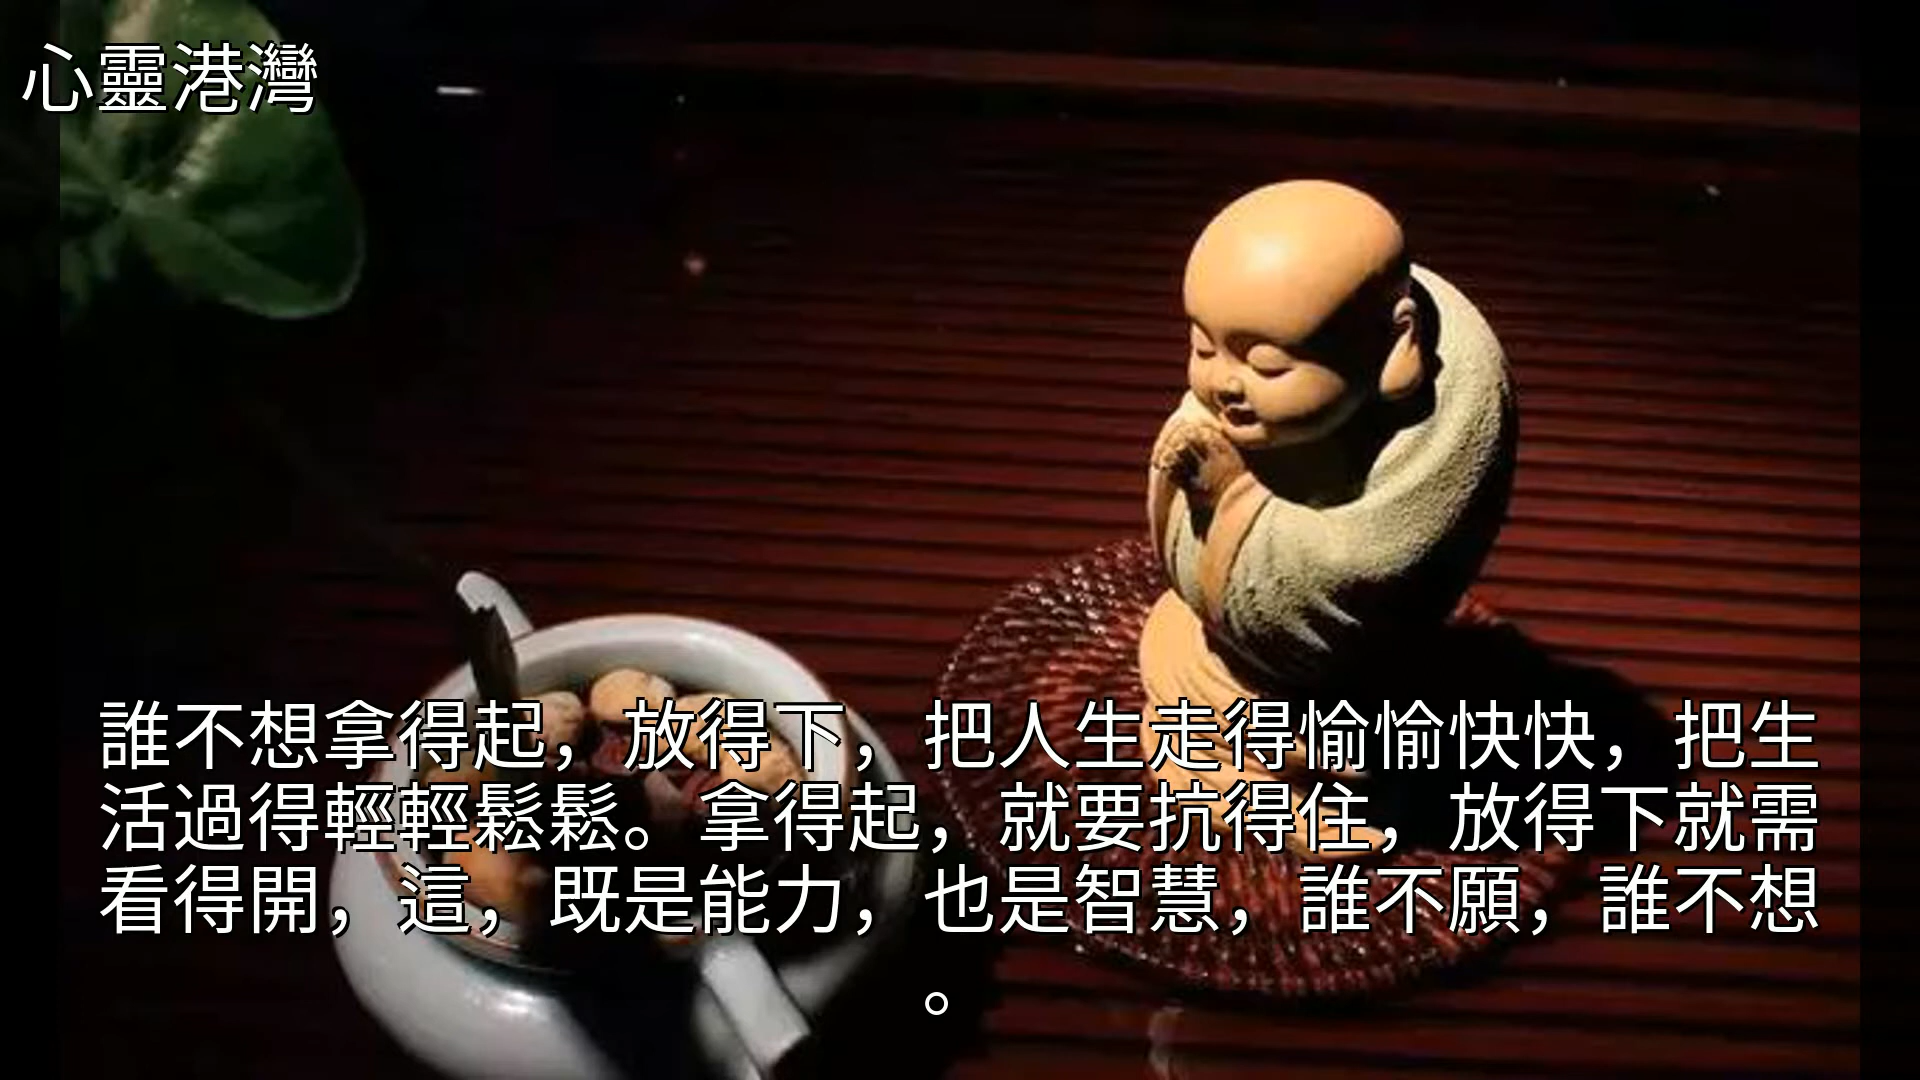 心靈港灣
誰不想拿得起，放得下，把人生走得愉愉快快，把生
活過得輕輕鬆鬆。拿得起，就要抗得住，放得下就需
看得開，這，既是能力，也是智慧，誰不願，誰不想
。